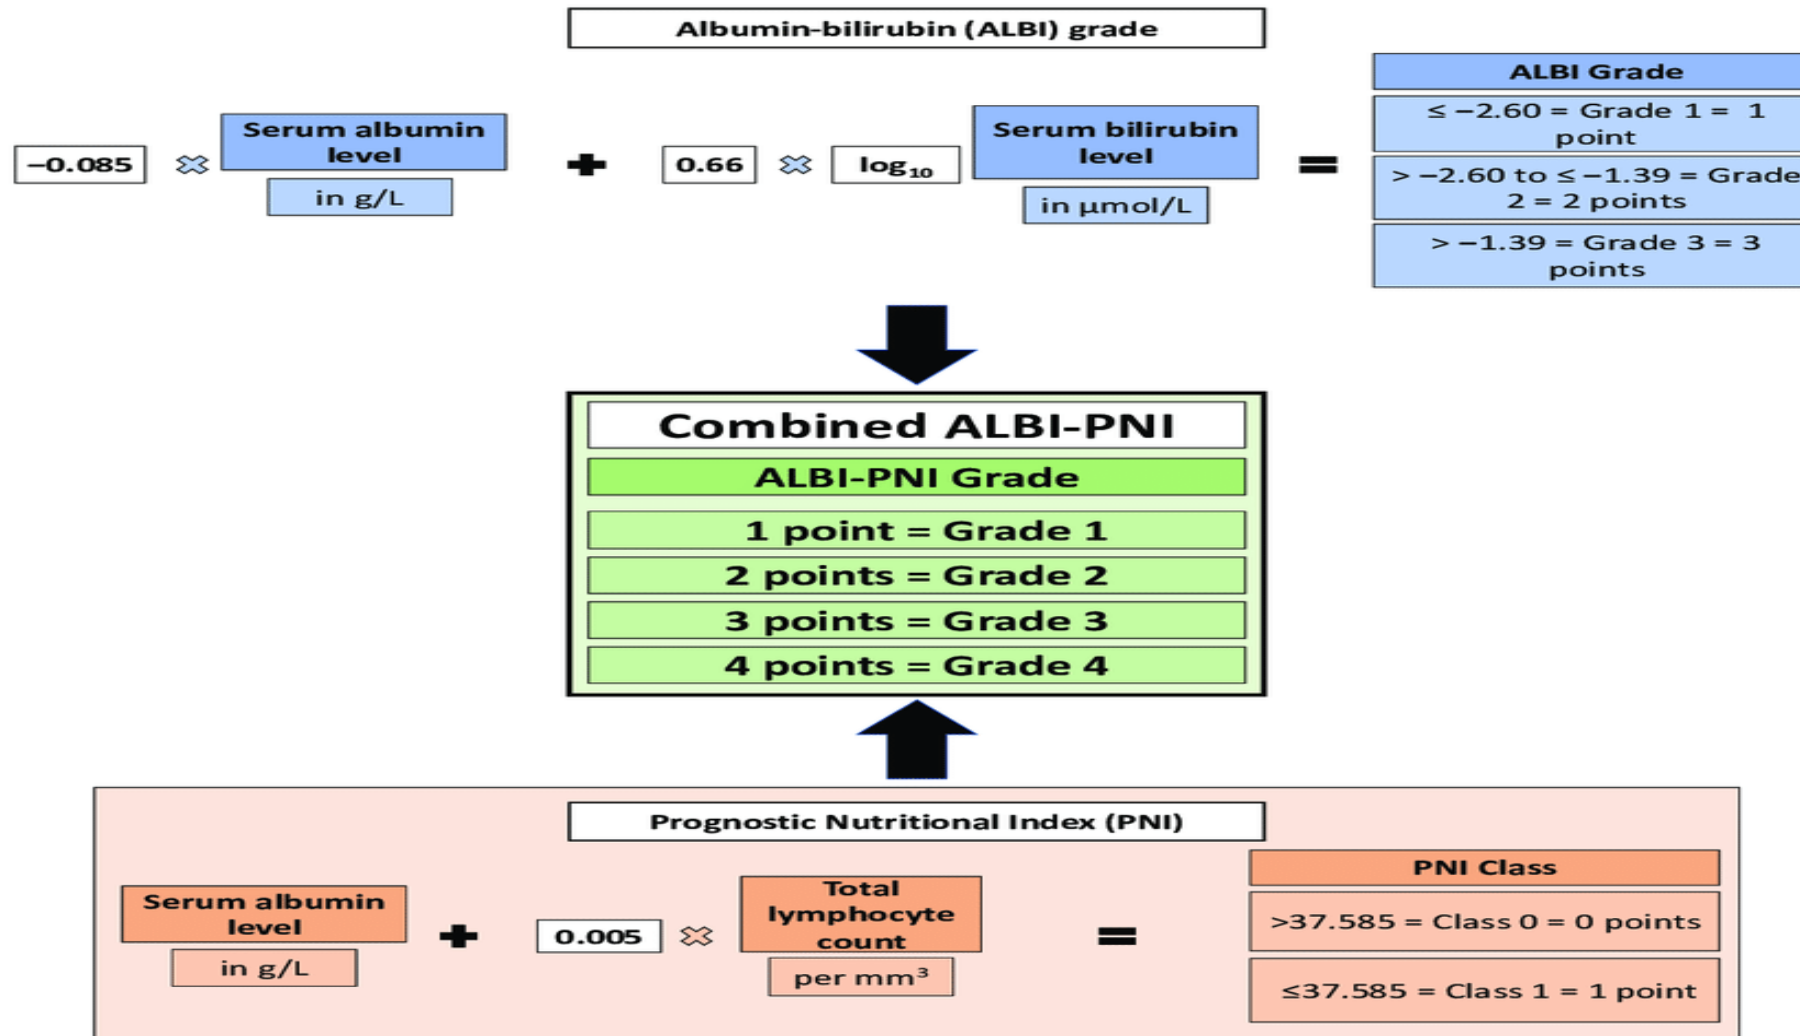 Albumin-bilirubin (ALBI) grade
−0.085
Serum albumin
level
in g/L
0.66
log₁₀
Serum bilirubin
level
in µmol/L
=
ALBI Grade
≤ −2.60 = Grade 1 = 1
point
> −2.60 to ≤ −1.39 = Grade
2 = 2 points
> −1.39 = Grade 3 = 3
points
Combined ALBI-PNI
ALBI-PNI Grade
1 point = Grade 1
2 points = Grade 2
3 points = Grade 3
4 points = Grade 4
Prognostic Nutritional Index (PNI)
Serum albumin
level
in g/L
0.005
Total
lymphocyte
count
per mm³
=
PNI Class
>37.585 = Class 0 = 0 points
≤37.585 = Class 1 = 1 point